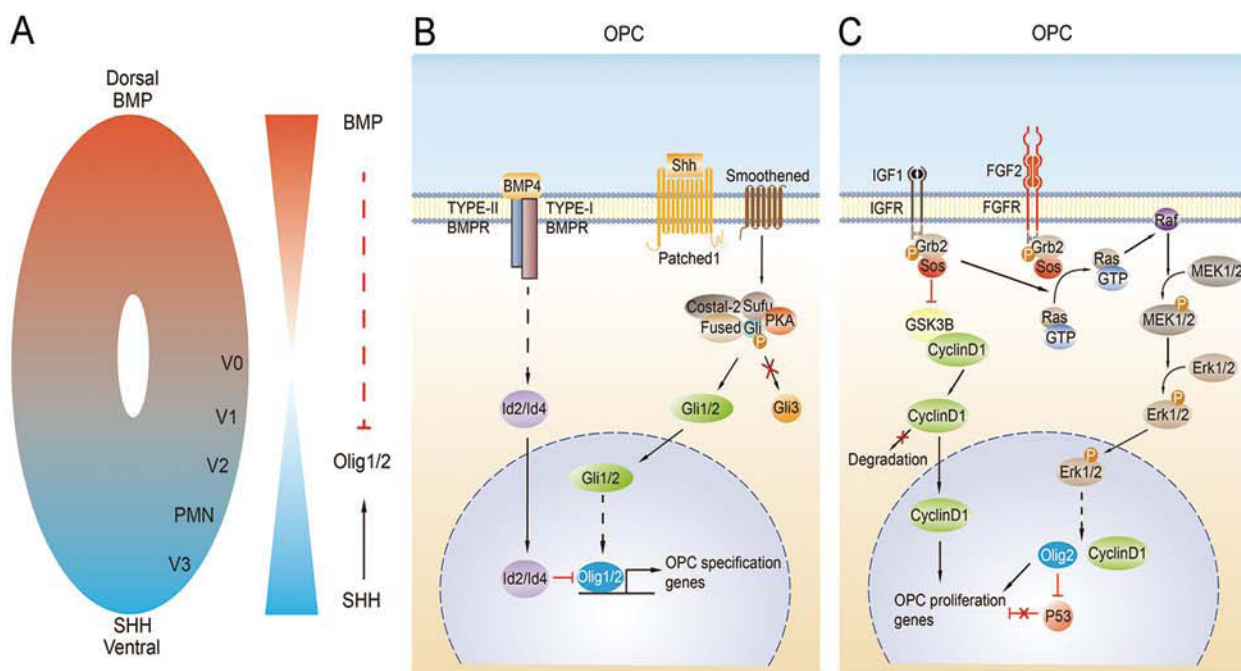 A
Dorsal
BMP
V0
V1
V2
PMN
V3
SHH
Ventral
BMP
Olig1/2
SHH
B
OPC
BMP4
TYPE-II
BMPR
TYPE-I
BMPR
Shh
Patched1
Smoothened
Costal-2
Sufu
Fused
Gli
PKA
P
Id2/Id4
Gli1/2
Gli3
Gli1/2
Id2/Id4
Olig1/2
OPC specification
genes
C
OPC
IGF1
IGFR
P
Grb2
Sos
FGF2
FGFR
P
Grb2
Sos
Raf
Ras
GTP
Ras
GTP
MEK1/2
P
MEK1/2
GSK3B
CyclinD1
Erk1/2
P
Erk1/2
CyclinD1
Degradation
P
Erk1/2
CyclinD1
Olig2
CyclinD1
OPC proliferation
genes
P53